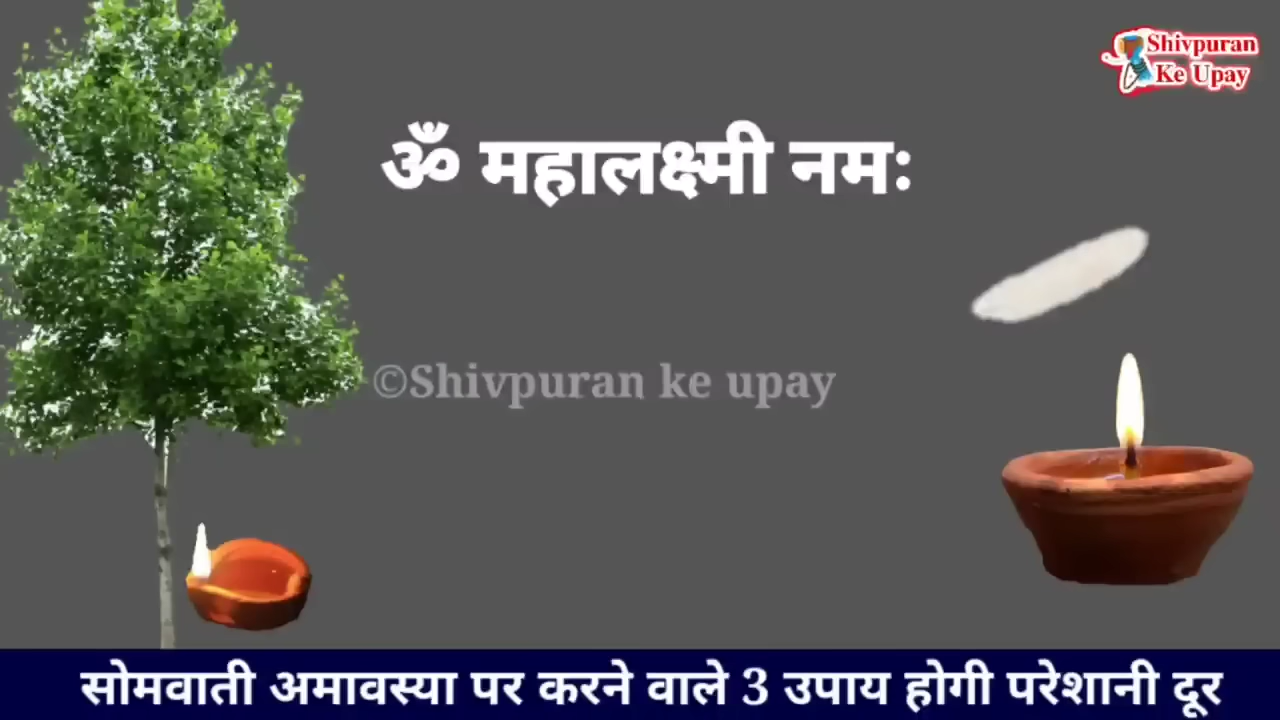 Shivpuran
Ke Upay
ॐ महालक्ष्मी नमः
©Shivpuran ke upay
सोमवाती अमावस्या पर करने वाले 3 उपाय होगी परेशानी दूर